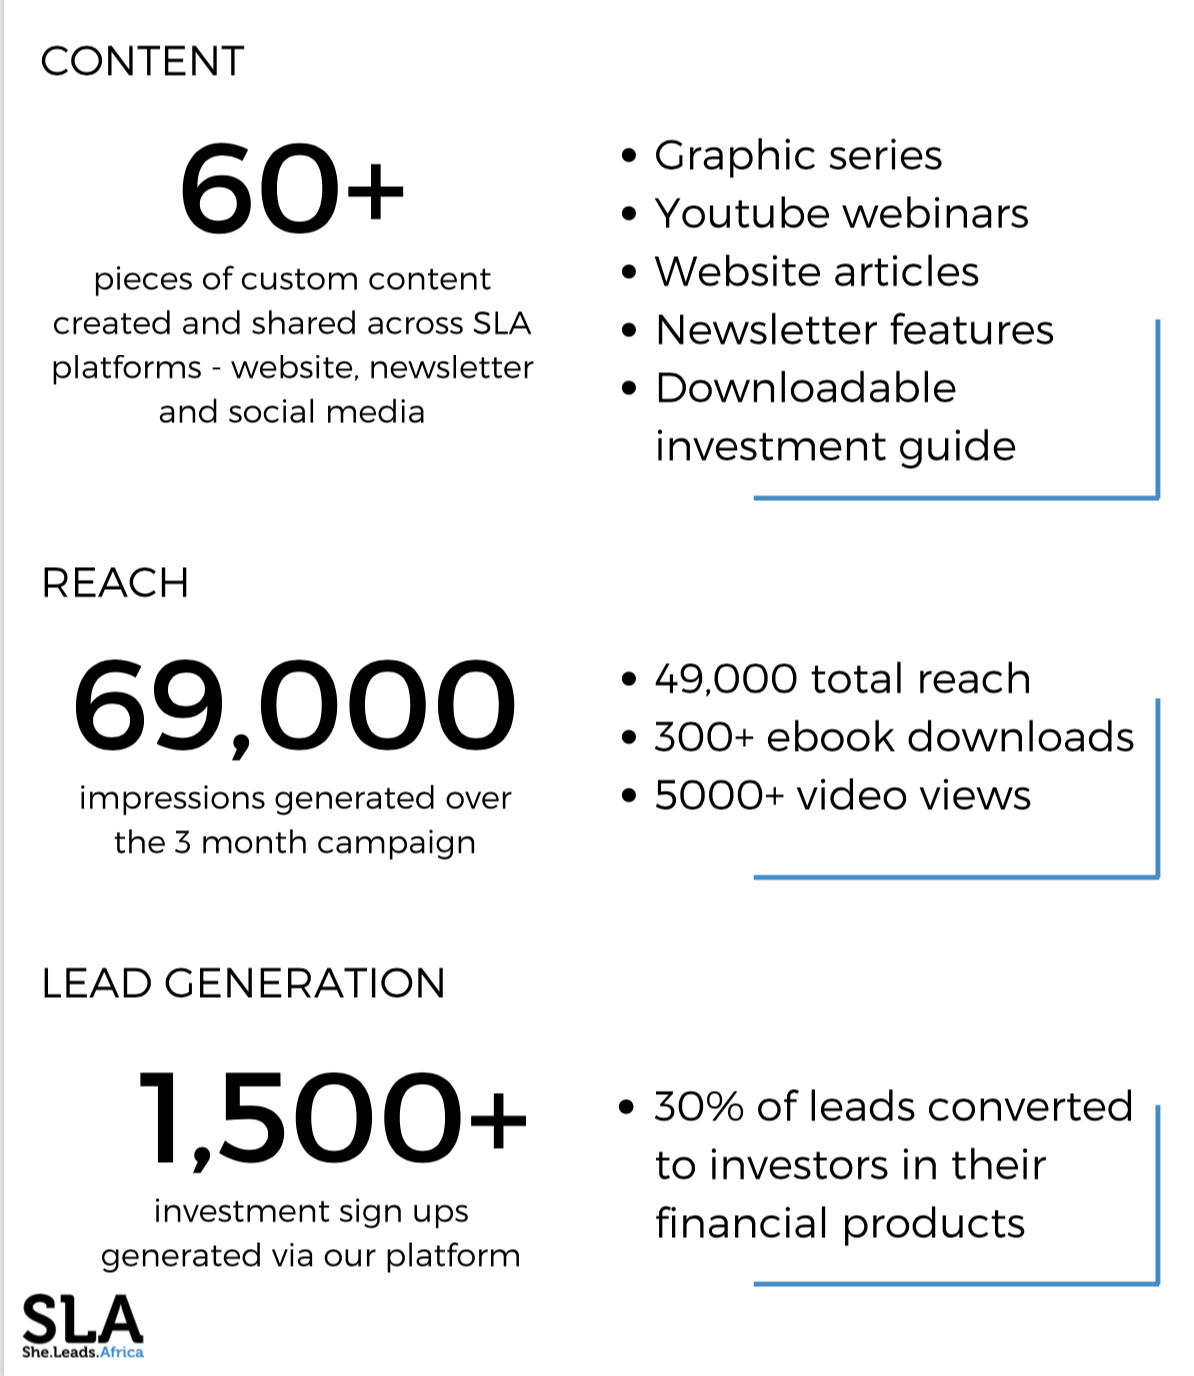 CONTENT
60+
pieces of custom content
created and shared across SLA
platforms - website, newsletter
and social media
• Graphic series
• Youtube webinars
• Website articles
• Newsletter features
• Downloadable
investment guide
REACH
69,000
impressions generated over
the 3 month campaign
• 49,000 total reach
• 300+ ebook downloads
• 5000+ video views
LEAD GENERATION
1,500+
investment sign ups
generated via our platform
• 30% of leads converted
to investors in their
financial products
SLA
She.Leads.Africa